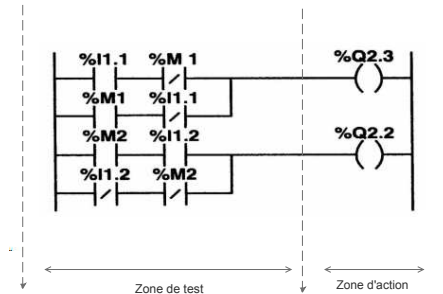 %I1.1 %M 1 %Q2.3
%M1 %I1.1
%M2 %I1.2 %Q2.2
%I1.2 %M2
Zone de test Zone d'action